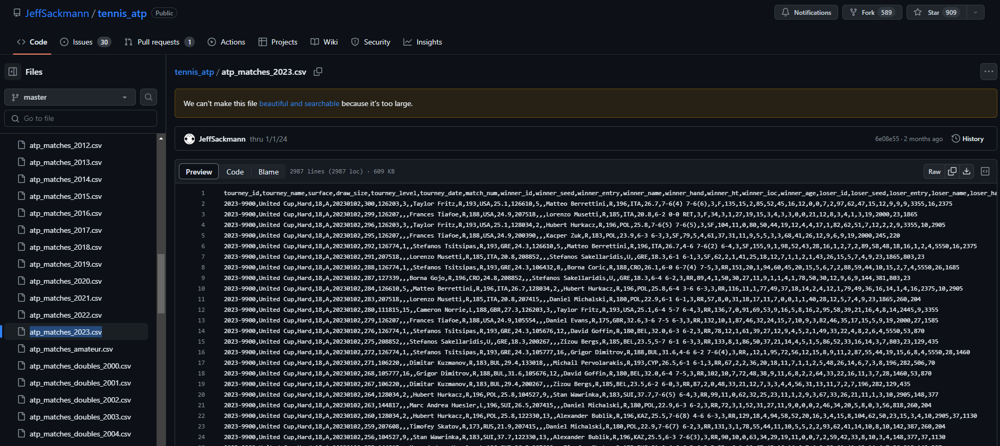 JeffSackmann / tennis_atp Public
Notifications Fork 589 Star 909
Code Issues 30 Pull requests 1 Actions Projects Wiki Security Insights
Files
master
Go to file
atp_matches_2012.csv
atp_matches_2013.csv
atp_matches_2014.csv
atp_matches_2015.csv
atp_matches_2016.csv
atp_matches_2017.csv
atp_matches_2018.csv
atp_matches_2019.csv
atp_matches_2020.csv
atp_matches_2021.csv
atp_matches_2022.csv
atp_matches_2023.csv
atp_matches_amateur.csv
atp_matches_doubles_2000.csv
atp_matches_doubles_2001.csv
atp_matches_doubles_2002.csv
atp_matches_doubles_2003.csv
atp_matches_doubles_2004.csv
tennis_atp / atp_matches_2023.csv
We can't make this file beautiful and searchable because it's too large.
JeffSackmann thru 1/1/24
6e08e55 · 2 months ago History
Preview Code Blame 2987 lines (2987 loc) · 609 KB
Raw
1 tourney_id,tourney_name,surface,draw_size,tourney_level,tourney_date,match_num,winner_id,winner_seed,winner_entry,winner_name,winner_hand,winner_ht,winner_ioc,winner_age,loser_id,loser_seed,loser_entry,loser_name,loser_ha
2 2023-9900,United Cup,Hard,18,A,20230102,300,126203,3,,Taylor Fritz,R,193,USA,25.1,126610,5,,Matteo Berrettini,R,196,ITA,26.7,7-6(4) 7-6(6),3,F,135,15,2,85,52,45,16,12,0,0,7,2,97,62,47,15,12,9,9,9,3355,16,2375
3 2023-9900,United Cup,Hard,18,A,20230102,299,126207,,,Frances Tiafoe,R,188,USA,24.9,207518,,,Lorenzo Musetti,R,185,ITA,20.8,6-2 0-0 RET,3,F,34,3,1,27,19,15,3,4,3,3,0,0,21,12,8,3,4,1,3,19,2000,23,1865
4 2023-9900,United Cup,Hard,18,A,20230102,296,126203,3,,Taylor Fritz,R,193,USA,25.1,128034,2,,Hubert Hurkacz,R,196,POL,25.8,7-6(5) 7-6(5),3,SF,104,11,0,80,50,44,19,12,4,4,17,1,82,62,51,7,12,2,2,9,3355,10,2905
5 2023-9900,United Cup,Hard,18,A,20230102,295,126207,,,Frances Tiafoe,R,188,USA,24.9,200390,,,Kacper Zuk,R,183,POL,23.9,6-3 6-3,3,SF,79,5,4,61,37,31,11,9,5,5,3,3,68,41,26,12,9,6,9,19,2000,245,220
6 2023-9900,United Cup,Hard,18,A,20230102,292,126774,1,,Stefanos Tsitsipas,R,193,GRE,24.3,126610,5,,Matteo Berrettini,R,196,ITA,26.7,4-6 7-6(2) 6-4,3,SF,155,9,1,98,52,43,28,16,1,2,7,2,89,58,48,18,16,1,2,4,5550,16,2375
7 2023-9900,United Cup,Hard,18,A,20230102,291,207518,,,Lorenzo Musetti,R,185,ITA,20.8,208852,,,Stefanos Sakellaridis,U,,GRE,18.3,6-1 6-1,3,SF,62,2,1,41,25,18,12,7,1,1,2,1,43,26,15,5,7,4,9,23,1865,803,23
8 2023-9900,United Cup,Hard,18,A,20230102,288,126774,1,,Stefanos Tsitsipas,R,193,GRE,24.3,106432,8,,Borna Coric,R,188,CRO,26.1,6-0 6-7(4) 7-5,3,RR,151,20,1,94,60,45,20,15,5,6,7,2,88,59,44,10,15,2,7,4,5550,26,1685
9 2023-9900,United Cup,Hard,18,A,20230102,287,127339,,,Borna Gojo,R,196,CRO,24.8,208852,,,Stefanos Sakellaridis,U,,GRE,18.3,6-4 6-2,3,RR,89,4,1,50,30,27,11,9,1,1,4,1,78,50,30,12,9,6,9,144,381,803,23
10 2023-9900,United Cup,Hard,18,A,20230102,284,126610,5,,Matteo Berrettini,R,196,ITA,26.7,128034,2,,Hubert Hurkacz,R,196,POL,25.8,6-4 3-6 6-3,3,RR,116,11,1,77,49,37,18,14,2,4,12,1,79,49,36,16,14,1,4,16,2375,10,2905
11 2023-9900,United Cup,Hard,18,A,20230102,283,207518,,,Lorenzo Musetti,R,185,ITA,20.8,207415,,,Daniel Michalski,R,180,POL,22.9,6-1 6-1,3,RR,57,8,0,31,18,17,11,7,0,0,1,1,40,28,12,5,7,4,9,23,1865,260,204
12 2023-9900,United Cup,Hard,18,A,20230102,280,111815,15,,Cameron Norrie,L,188,GBR,27.3,126203,3,,Taylor Fritz,R,193,USA,25.1,6-4 5-7 6-4,3,RR,136,7,0,91,69,53,9,16,5,8,16,2,95,58,39,21,16,4,8,14,2445,9,3355
13 2023-9900,United Cup,Hard,18,A,20230102,279,126207,,,Frances Tiafoe,R,188,USA,24.9,105554,,,Daniel Evans,R,175,GBR,32.6,3-6 7-5 6-3,3,RR,132,10,1,87,46,32,24,15,7,10,9,3,82,46,35,17,15,5,9,19,2000,27,1585
14 2023-9900,United Cup,Hard,18,A,20230102,276,126774,1,,Stefanos Tsitsipas,R,193,GRE,24.3,105676,12,,David Goffin,R,180,BEL,32.0,6-3 6-2,3,RR,78,12,1,61,39,27,12,9,4,5,2,1,49,33,22,4,8,2,6,4,5550,53,870
15 2023-9900,United Cup,Hard,18,A,20230102,275,208852,,,Stefanos Sakellaridis,U,,GRE,18.3,200267,,,Zizou Bergs,R,185,BEL,23.5,5-7 6-1 6-3,3,RR,133,8,1,86,50,37,21,14,4,5,1,5,86,52,33,16,14,3,7,803,23,129,435
16 2023-9900,United Cup,Hard,18,A,20230102,272,126774,1,,Stefanos Tsitsipas,R,193,GRE,24.3,105777,16,,Grigor Dimitrov,R,188,BUL,31.6,4-6 6-2 7-6(4),3,RR,,12,1,95,72,56,12,15,8,9,11,2,87,55,44,19,15,6,8,4,5550,28,1460
17 2023-9900,United Cup,Hard,18,A,20230102,271,106220,,,Dimitar Kuzmanov,R,183,BUL,29.4,133018,,,Michail Pervolarakis,R,193,CYP,26.5,6-1 6-1,3,RR,67,2,2,36,20,18,11,7,1,1,2,5,48,26,14,6,7,3,8,196,282,506,70
18 2023-9900,United Cup,Hard,18,A,20230102,268,105777,16,,Grigor Dimitrov,R,188,BUL,31.6,105676,12,,David Goffin,R,180,BEL,32.0,6-4 7-5,3,RR,102,10,7,72,48,38,9,11,6,8,2,2,64,33,22,16,11,3,7,28,1460,53,870
19 2023-9900,United Cup,Hard,18,A,20230102,267,106220,,,Dimitar Kuzmanov,R,183,BUL,29.4,200267,,,Zizou Bergs,R,185,BEL,23.5,6-2 6-0,3,RR,87,2,0,48,33,21,12,7,3,3,4,4,56,31,13,11,7,2,7,196,282,129,435
20 2023-9900,United Cup,Hard,18,A,20230102,264,128034,2,,Hubert Hurkacz,R,196,POL,25.8,104527,9,,Stan Wawrinka,R,183,SUI,37.7,7-6(5) 6-4,3,RR,99,11,0,62,32,25,23,11,1,2,9,3,67,33,26,21,11,1,3,10,2905,148,377
21 2023-9900,United Cup,Hard,18,A,20230102,263,144817,,,Marc Andrea Huesler,L,196,SUI,26.5,207415,,,Daniel Michalski,R,180,POL,22.9,6-3 6-2,3,RR,72,3,1,52,31,27,11,9,0,0,0,2,46,34,20,5,8,0,3,56,818,260,204
22 2023-9900,United Cup,Hard,18,A,20230102,260,128034,2,,Hubert Hurkacz,R,196,POL,25.8,122330,13,,Alexander Bublik,R,196,KAZ,25.5,7-6(8) 4-6 6-3,3,RR,129,18,4,94,58,52,20,16,3,4,15,8,104,62,50,23,15,3,4,10,2905,37,1130
23 2023-9900,United Cup,Hard,18,A,20230102,259,207608,,,Timofey Skatov,R,173,RUS,21.9,207415,,,Daniel Michalski,R,180,POL,22.9,7-6(7) 6-2,3,RR,131,3,1,78,55,44,11,10,5,5,2,2,93,62,41,14,10,8,10,142,387,260,204
24 2023-9900,United Cup,Hard,18,A,20230102,256,104527,9,,Stan Wawrinka,R,183,SUI,37.7,122330,13,,Alexander Bublik,R,196,KAZ,25.5,6-3 7-6(3),3,RR,90,10,0,63,34,29,19,11,0,0,7,2,59,42,33,8,10,3,4,148,377,37,1130